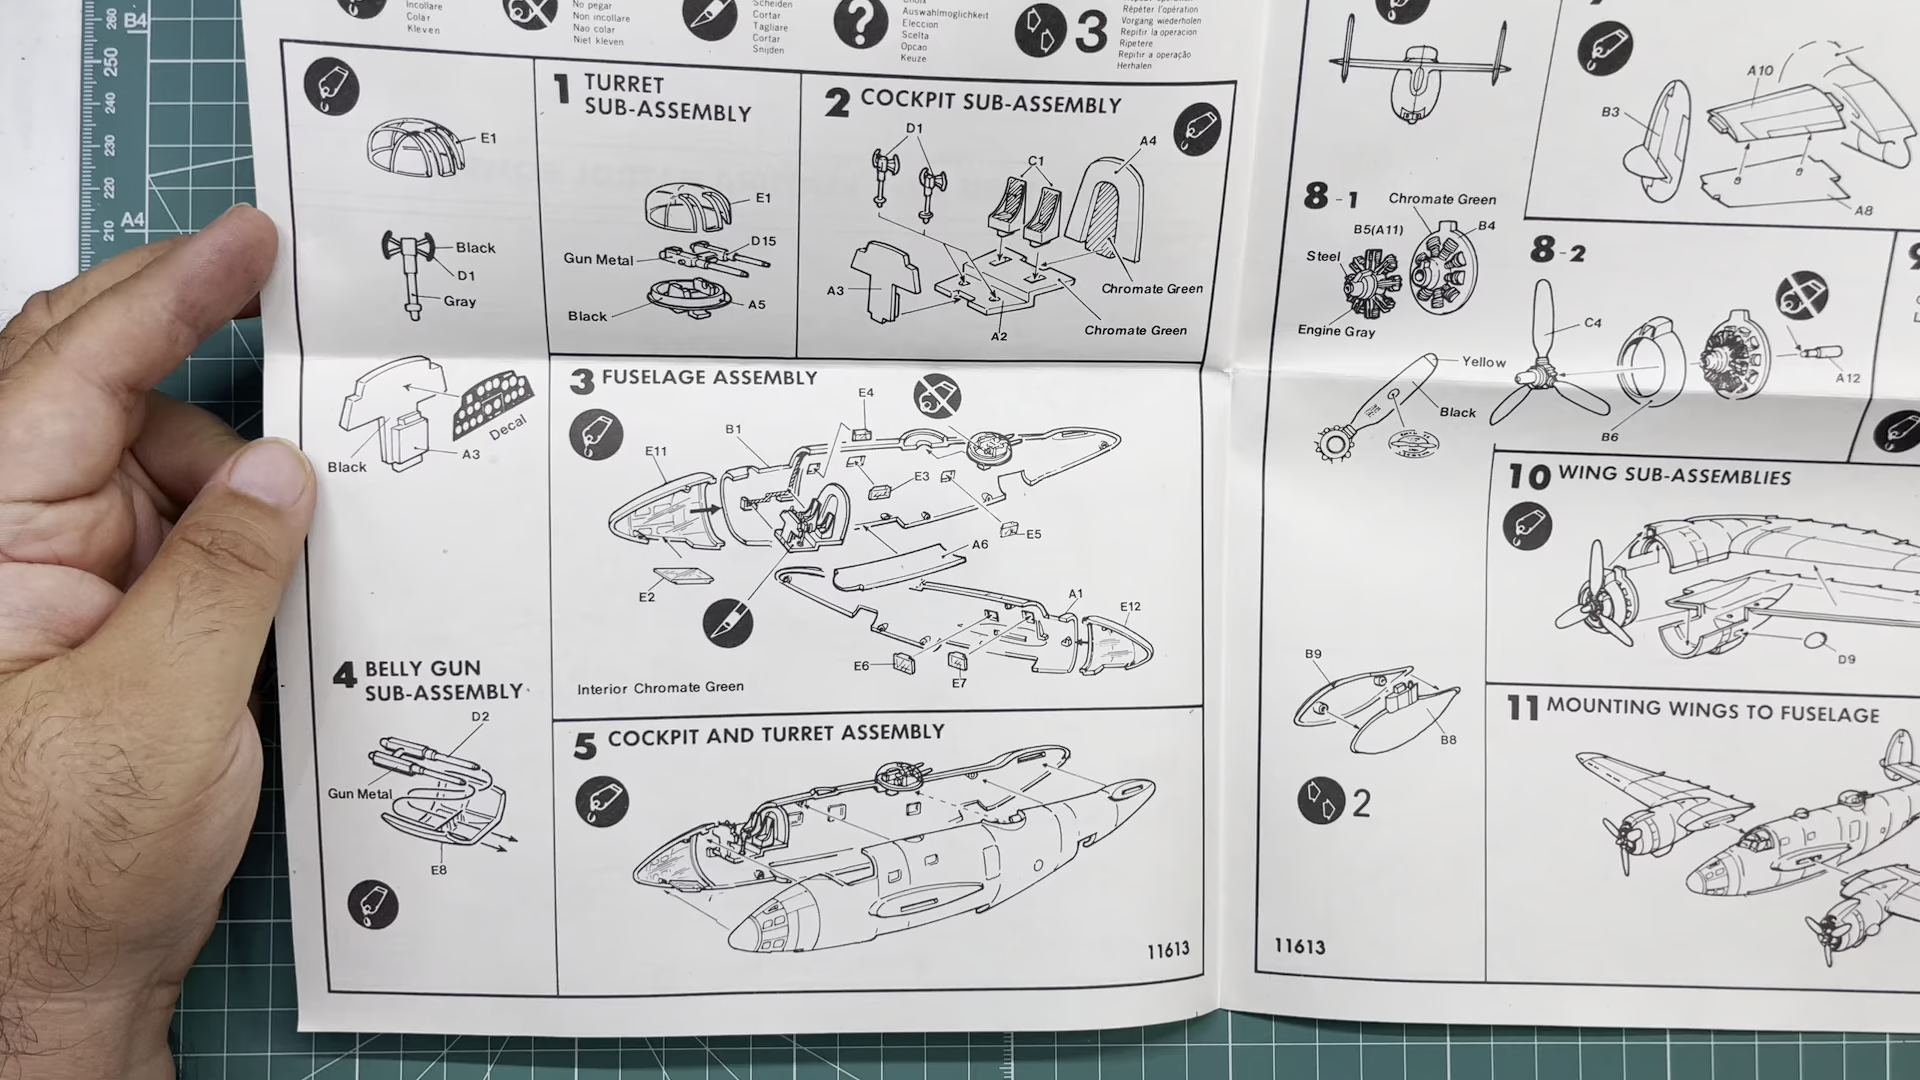 260
B4
250
240
230
220
A4
210
Incollare
Colar
Kleven
No pegar
Non incollare
Nao colar
Niet kleven
Scheiden
Cortar
Tagliare
Cortar
Snijden
?
Auswahlmoglichkeit
Eleccion
Scelta
Opcao
Keuze
3
Répéter l'opération
Vorgang wiederholen
Repitir la operacion
Ripetere
Repitir a operação
Herhalen
E1
Black
D1
Gray
Decal
Black
A3
1 TURRET
SUB-ASSEMBLY
E1
D15
Gun Metal
A5
Black
2 COCKPIT SUB-ASSEMBLY
D1
A4
C1
A3
Chromate Green
A2
Chromate Green
3 FUSELAGE ASSEMBLY
E4
B1
E11
E3
E5
A6
E2
A1
E12
E6
E7
Interior Chromate Green
4 BELLY GUN
SUB-ASSEMBLY
D2
Gun Metal
E8
5 COCKPIT AND TURRET ASSEMBLY
11613
A10
B3
A8
8-1
Chromate Green
B5(A11)
B4
Steel
Engine Gray
Yellow
Black
8-2
C4
A12
B6
B9
B8
2
11613
10 WING SUB-ASSEMBLIES
D9
11 MOUNTING WINGS TO FUSELAGE